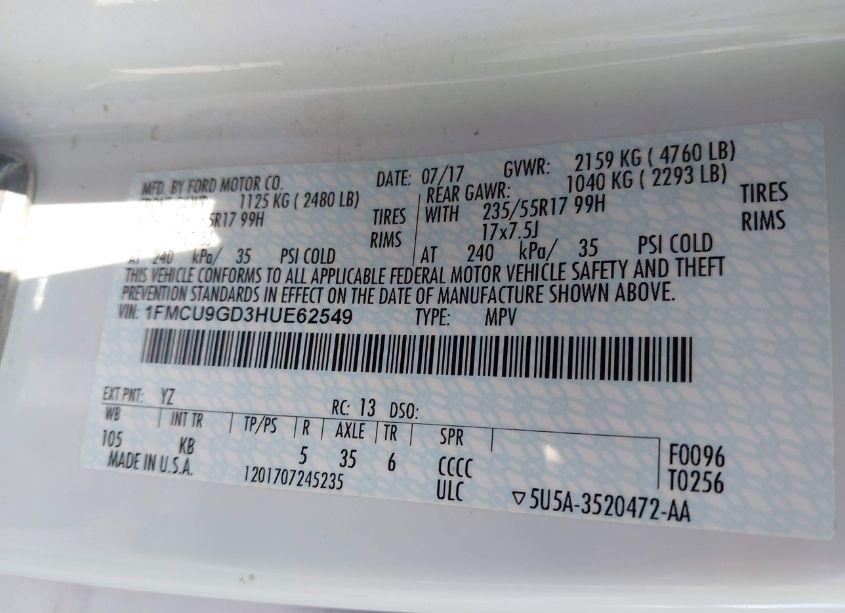 MFD. BY FORD MOTOR CO. DATE: 07/17 GVWR: 2159 KG ( 4760 LB)
1125 KG ( 2480 LB) REAR GAWR: 1040 KG ( 2293 LB)
5R17 99H TIRES WITH 235/55R17 99H TIRES
RIMS 17x7.5J RIMS
AT 240 kPa/ 35 PSI COLD AT 240 kPa/ 35 PSI COLD
THIS VEHICLE CONFORMS TO ALL APPLICABLE FEDERAL MOTOR VEHICLE SAFETY AND THEFT
PREVENTION STANDARDS IN EFFECT ON THE DATE OF MANUFACTURE SHOWN ABOVE.
VIN: 1FMCU9GD3HUE62549 TYPE: MPV
EXT PNT: YZ RC: 13 DSO:
WB INT TR TP/PS R AXLE TR SPR
105 KB 5 35 6 CCCC F0096
MADE IN U.S.A. 1201707245235 ULC T0256
▽5U5A-3520472-AA